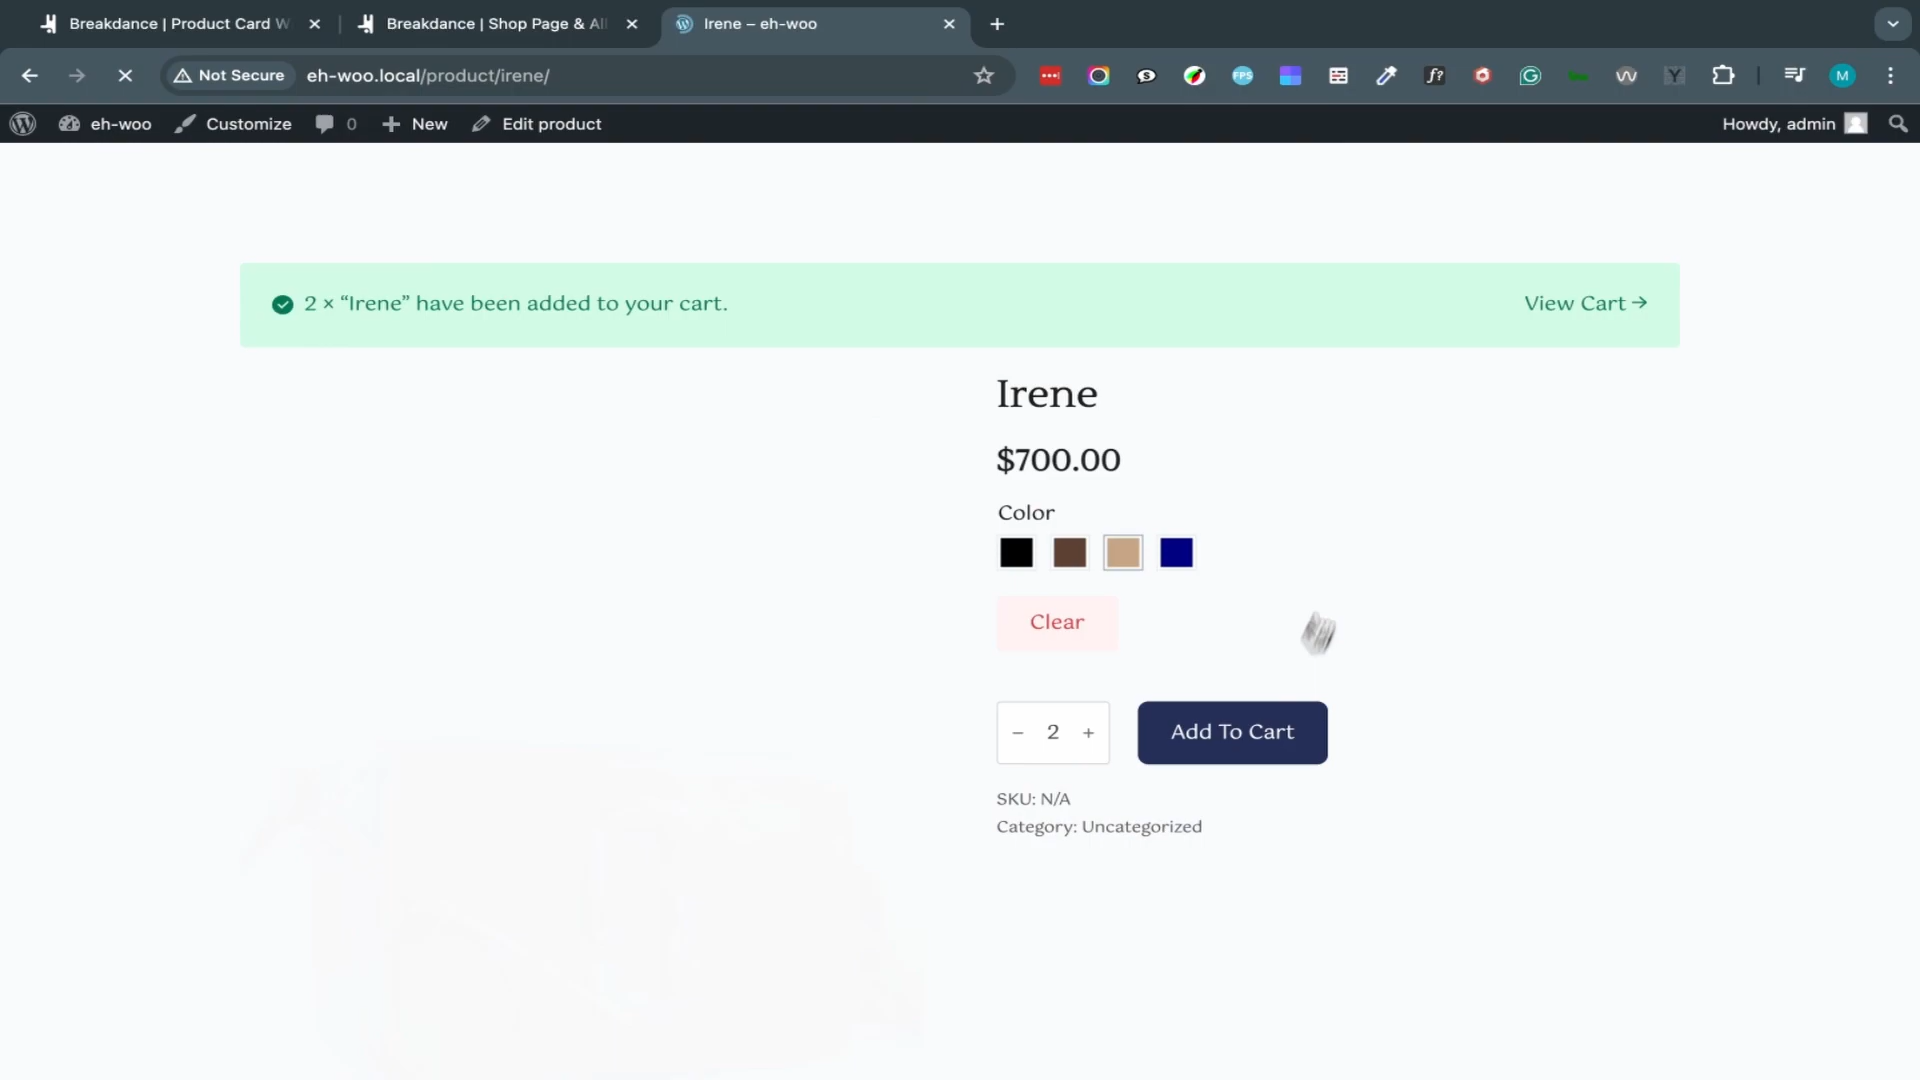 Breakdance | Product Card W
Breakdance | Shop Page & All
Irene – eh-woo
Not Secure
eh-woo.local/product/irene/
FPS
f?
M
eh-woo
Customize
0
New
Edit product
Howdy, admin
2 × “Irene” have been added to your cart.
View Cart →
Irene
$700.00
Color
Clear
− 2 +
Add To Cart
SKU: N/A
Category: Uncategorized